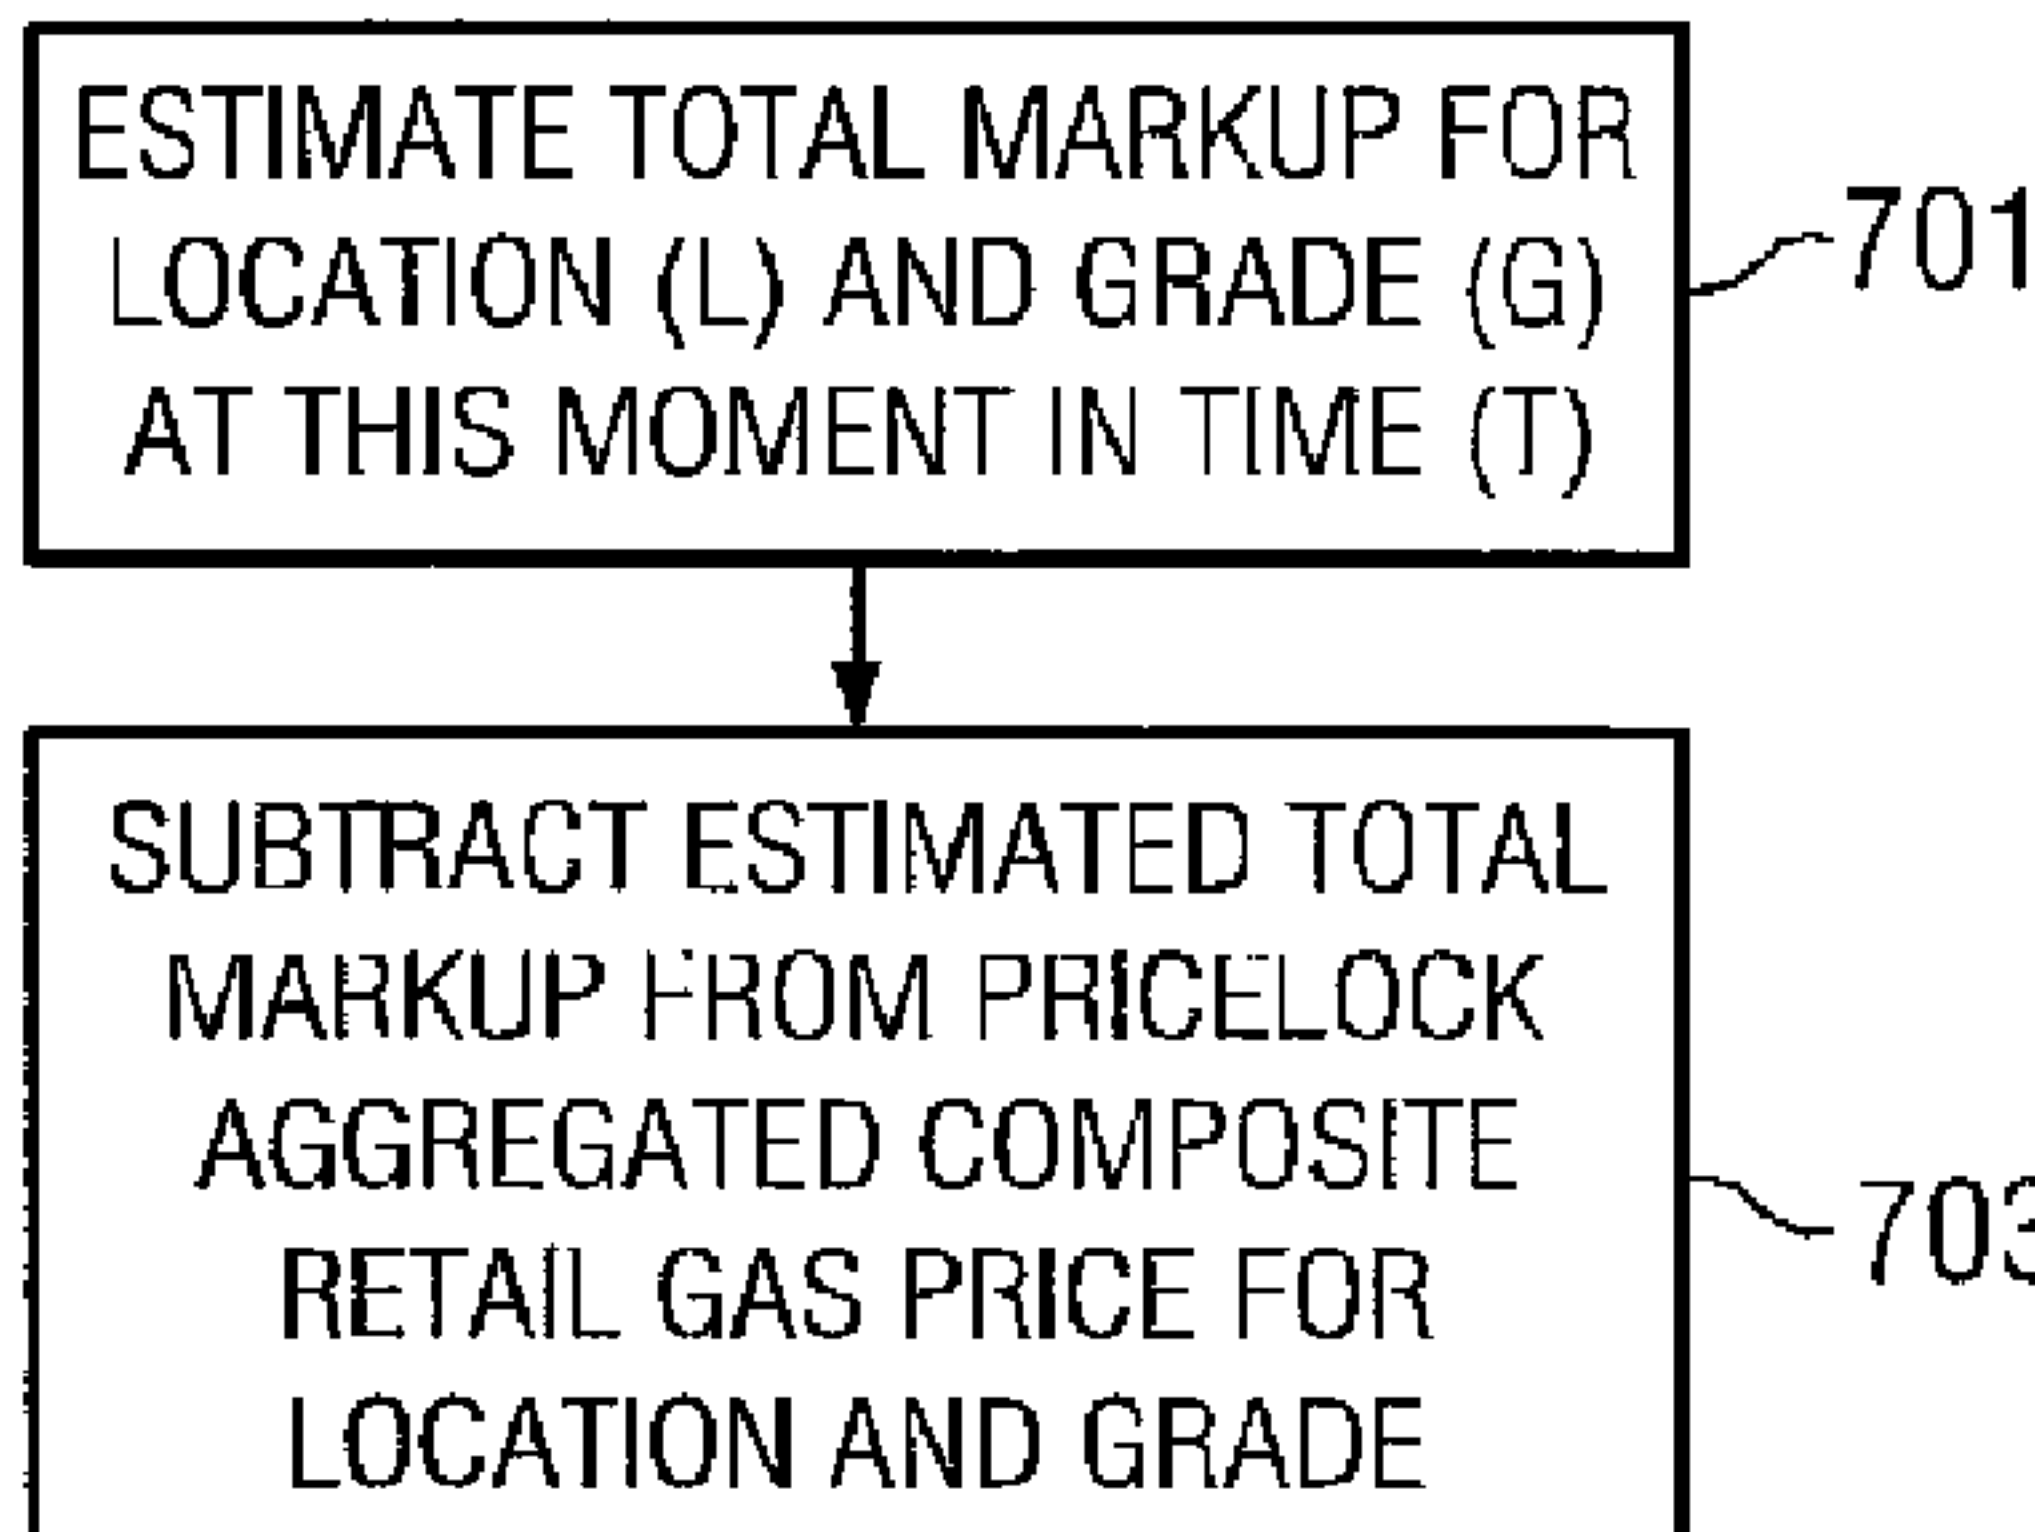 ESTIMATE TOTAL MARKUP FOR
LOCATION (L) AND GRADE (G)
AT THIS MOMENT IN TIME (T)
701
SUBTRACT ESTIMATED TOTAL
MARKUP FROM PRICELOCK
AGGREGATED COMPOSITE
RETAIL GAS PRICE FOR
LOCATION AND GRADE
703